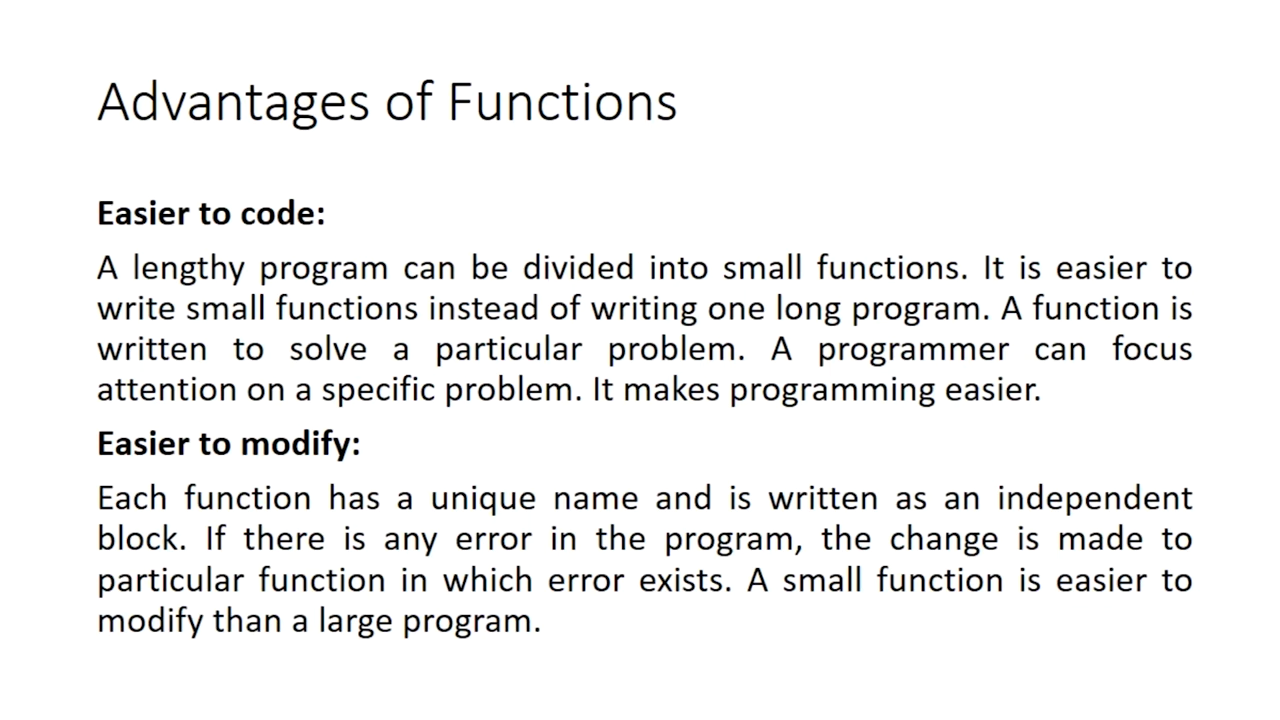 Advantages of Functions
Easier to code:
A lengthy program can be divided into small functions. It is easier to
write small functions instead of writing one long program. A function is
written to solve a particular problem. A programmer can focus
attention on a specific problem. It makes programming easier.
Easier to modify:
Each function has a unique name and is written as an independent
block. If there is any error in the program, the change is made to
particular function in which error exists. A small function is easier to
modify than a large program.